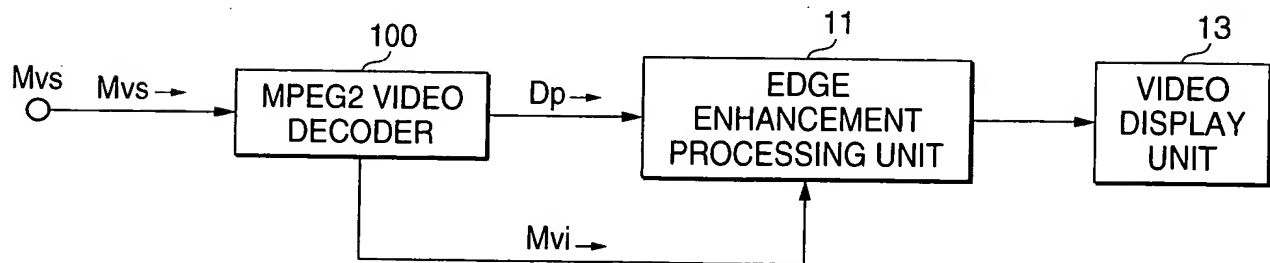 100
11
13
Mvs
Mvs
MPEG2 VIDEO
DECODER
Dp
EDGE
ENHANCEMENT
PROCESSING UNIT
VIDEO
DISPLAY
UNIT
Mvi